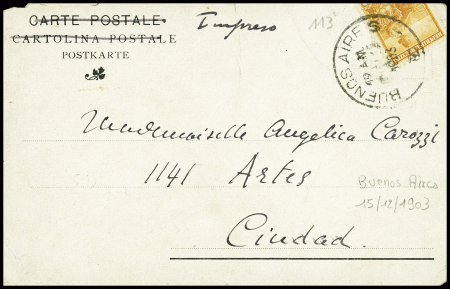 CARTE POSTALE
CARTOLINA POSTALE
POSTKARTE
Impreso
113
BUENOS AIRES
Mademoiselle Angelica Carozzi
1141 Artes
Buenos Aires
15/12/1903
Ciudad.